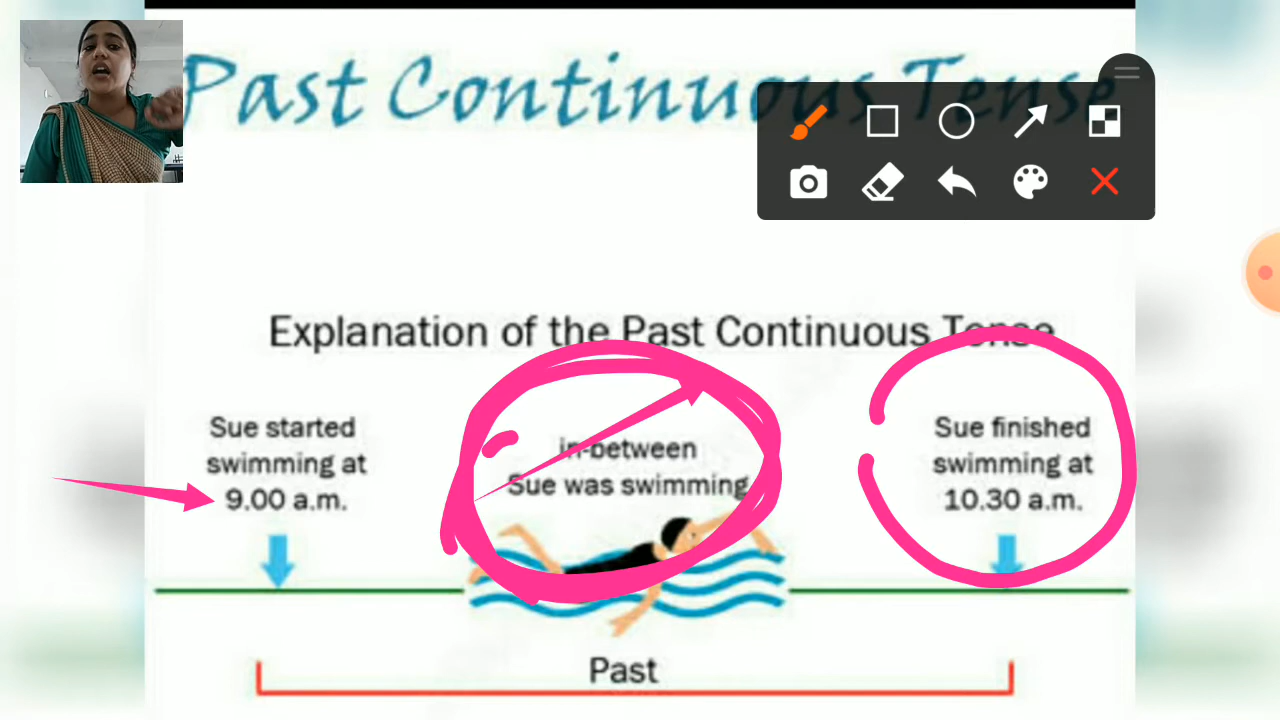 Past Continuous Tense
Explanation of the Past Continuous Tense
Sue started
swimming at
9.00 a.m.
in-between
Sue was swimming
Sue finished
swimming at
10.30 a.m.
Past